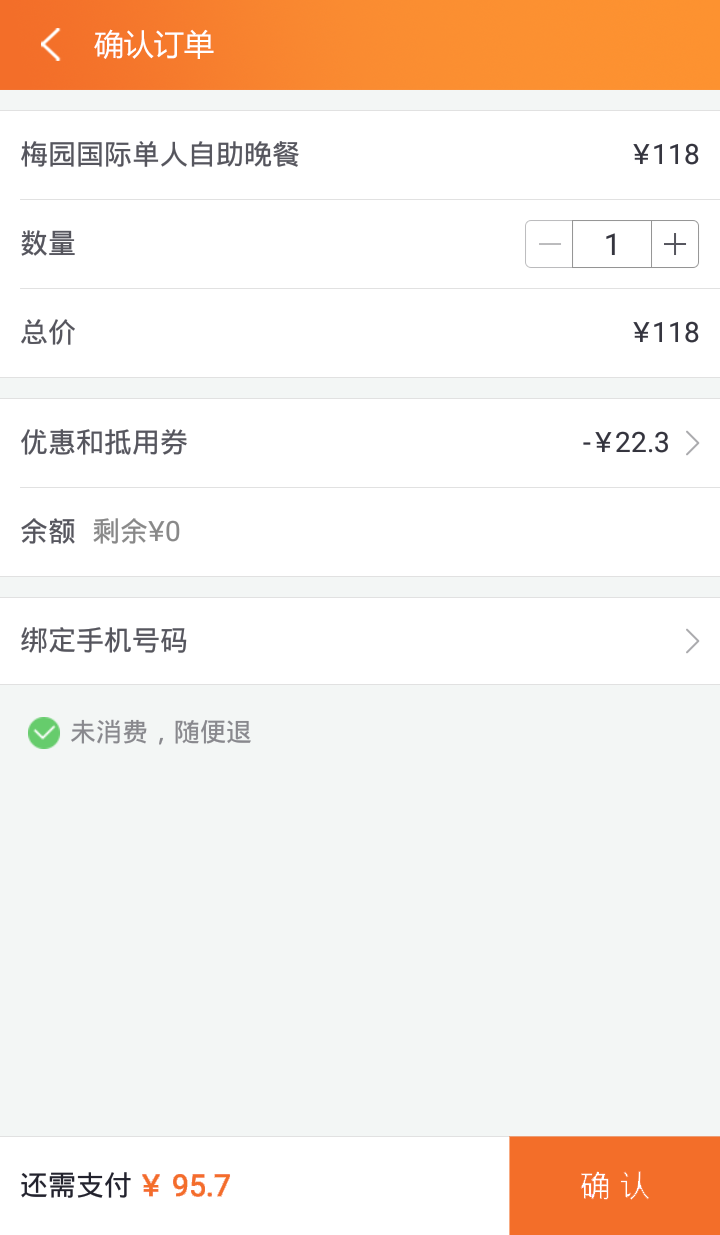 确认订单
梅园国际单人自助晚餐 ¥118
数量 1
总价 ¥118
优惠和抵用券 -¥22.3
余额 剩余¥0
绑定手机号码
未消费，随便退
还需支付 ¥ 95.7 确 认